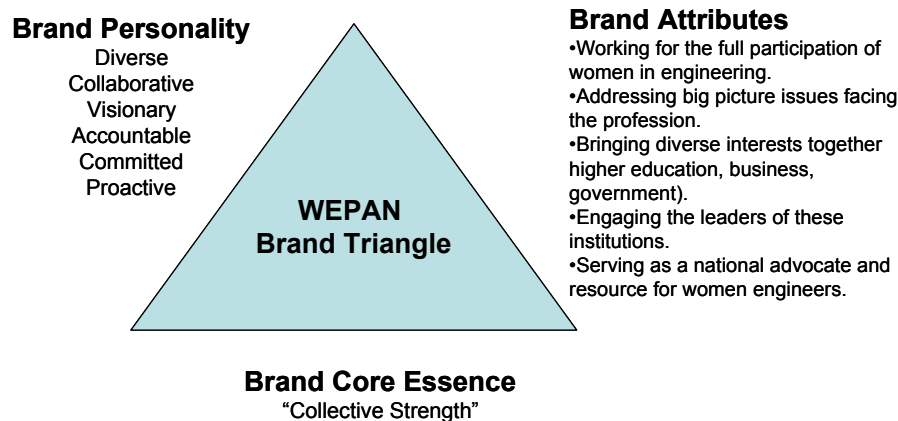 Brand Personality
Diverse
Collaborative
Visionary
Accountable
Committed
Proactive
WEPAN
Brand Triangle
Brand Attributes
•Working for the full participation of
women in engineering.
•Addressing big picture issues facing
the profession.
•Bringing diverse interests together
higher education, business,
government).
•Engaging the leaders of these
institutions.
•Serving as a national advocate and
resource for women engineers.
Brand Core Essence
“Collective Strength”